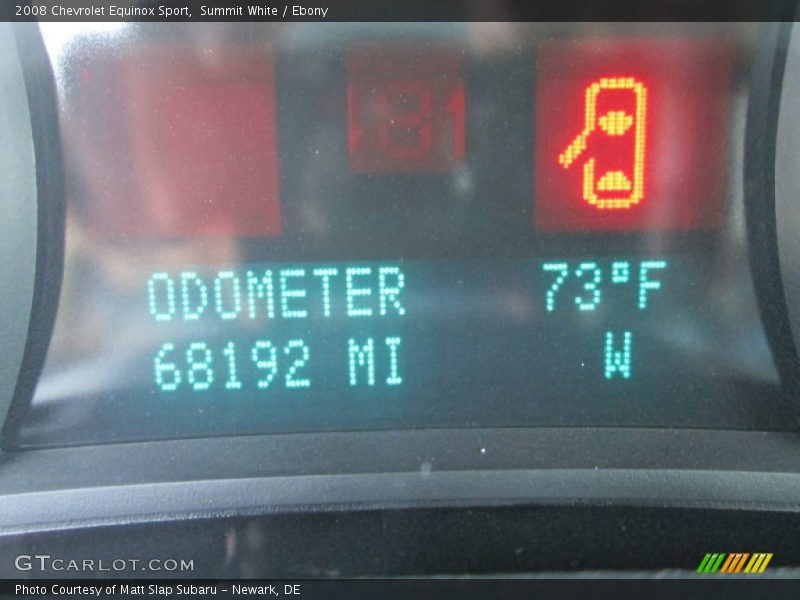 2008 Chevrolet Equinox Sport, Summit White / Ebony
ODOMETER 73°F
68192 MI W
GTCARLOT.COM
Photo Courtesy of Matt Slap Subaru - Newark, DE